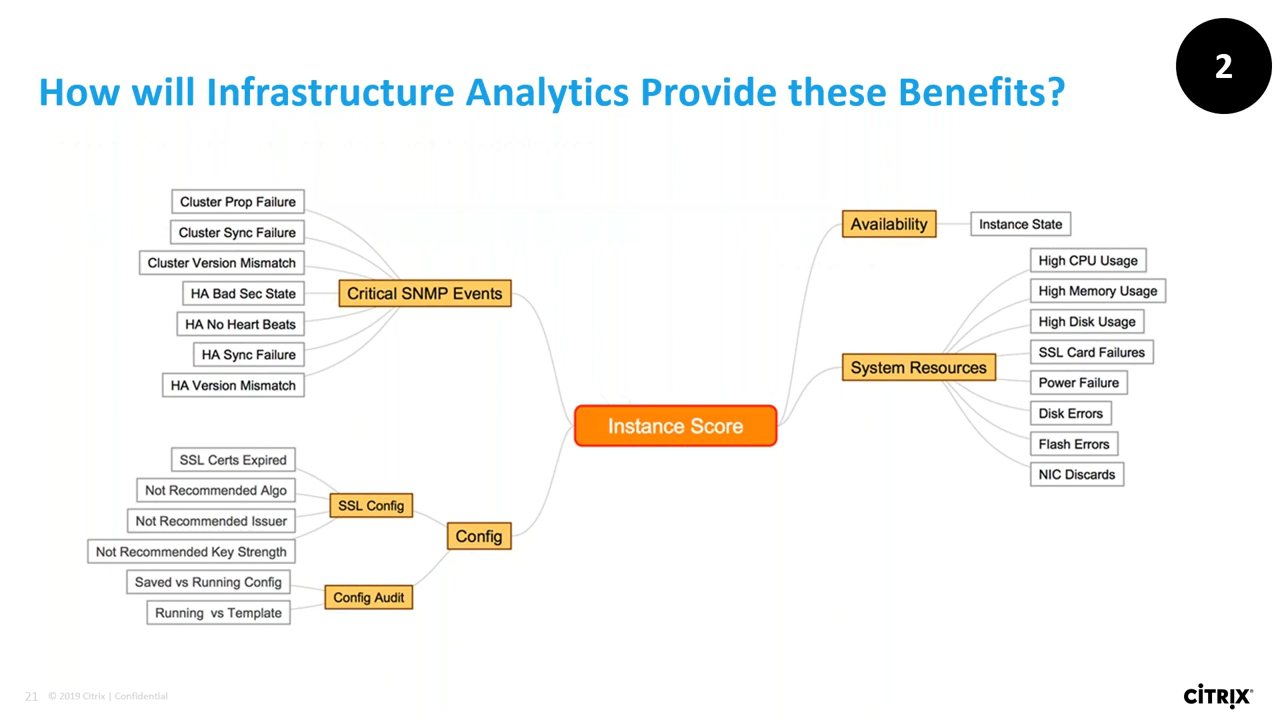 2
How will Infrastructure Analytics Provide these Benefits?
Cluster Prop Failure
Cluster Sync Failure
Cluster Version Mismatch
HA Bad Sec State
HA No Heart Beats
HA Sync Failure
HA Version Mismatch
Critical SNMP Events
SSL Certs Expired
Not Recommended Algo
Not Recommended Issuer
Not Recommended Key Strength
SSL Config
Saved vs Running Config
Running vs Template
Config Audit
Config
Instance Score
Availability
Instance State
System Resources
High CPU Usage
High Memory Usage
High Disk Usage
SSL Card Failures
Power Failure
Disk Errors
Flash Errors
NIC Discards
21 © 2019 Citrix | Confidential
CİTRIX